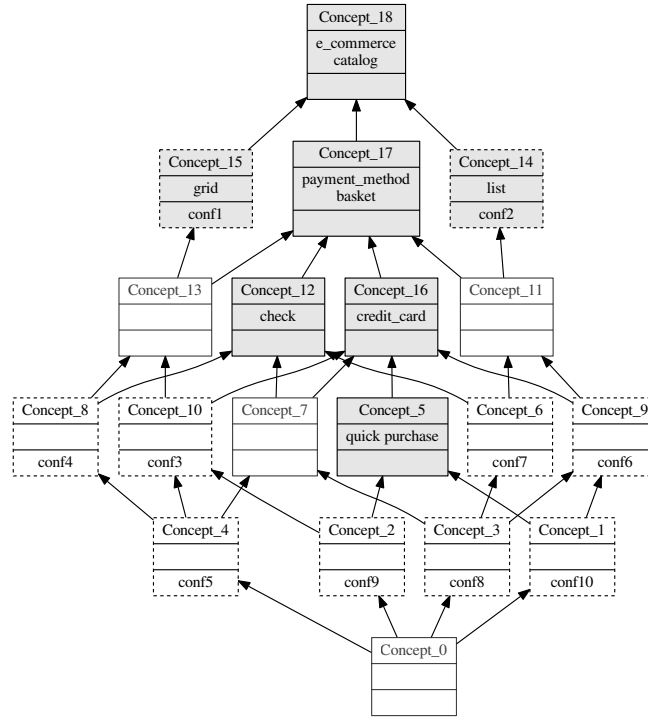 Concept_18
e_commerce
catalog
Concept_15
grid
conf1
Concept_17
payment_method
basket
Concept_14
list
conf2
Concept_13
Concept_12
check
Concept_16
credit_card
Concept_11
Concept_8
conf4
Concept_10
conf3
Concept_7
Concept_5
quick purchase
Concept_6
conf7
Concept_9
conf6
Concept_4
conf5
Concept_2
conf9
Concept_3
conf8
Concept_1
conf10
Concept_0